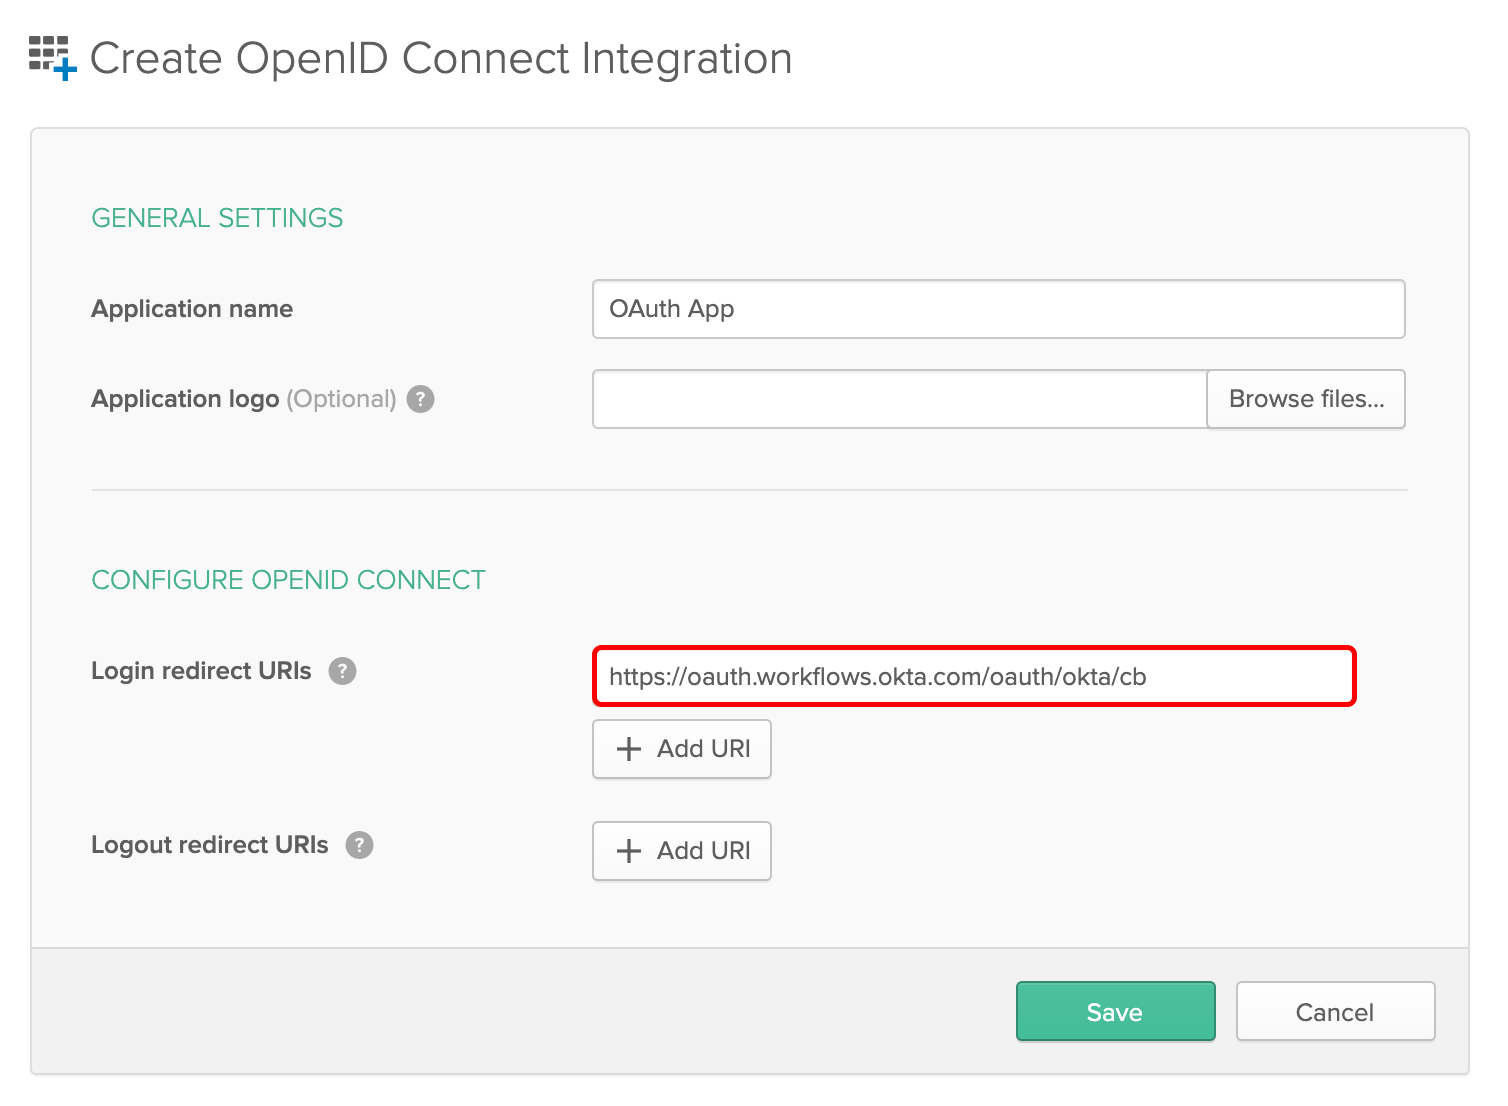 Create OpenID Connect Integration
GENERAL SETTINGS
Application name
OAuth App
Application logo (Optional) ?
Browse files...
CONFIGURE OPENID CONNECT
Login redirect URIs ?
https://oauth.workflows.okta.com/oauth/okta/cb
+ Add URI
Logout redirect URIs ?
+ Add URI
Save
Cancel